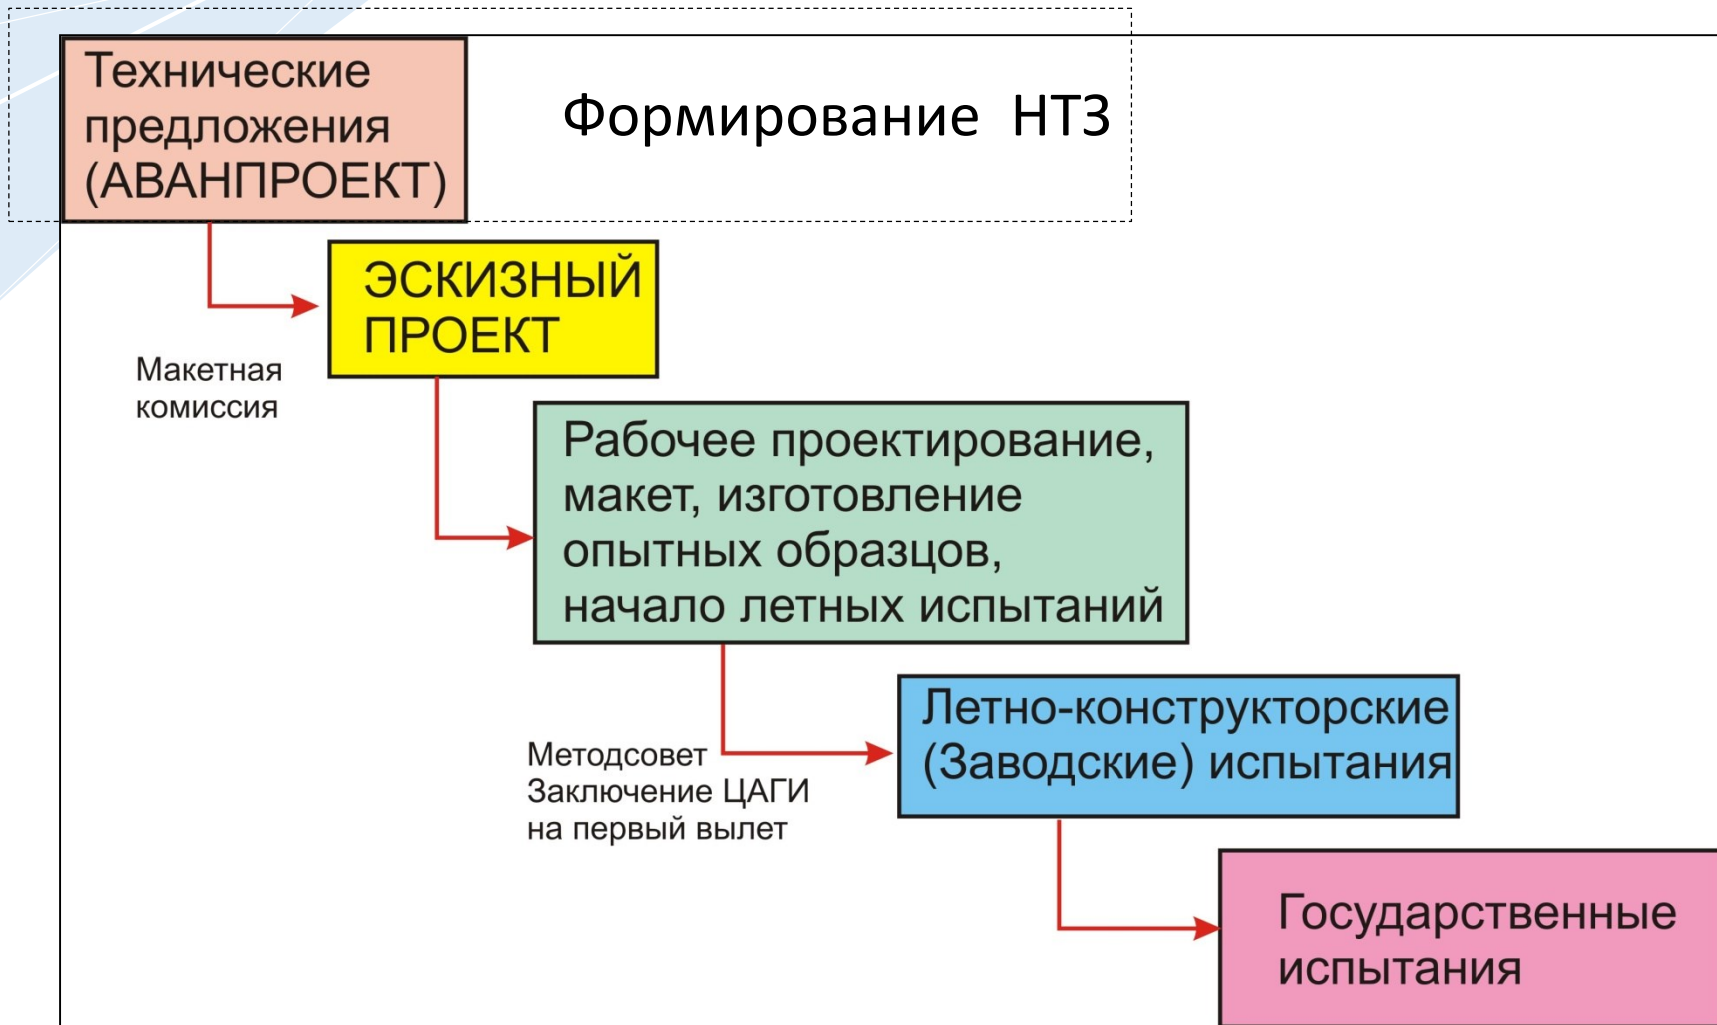 Технические
предложения
(АВАНПРОЕКТ)
Формирование НТЗ
ЭСКИЗНЫЙ
ПРОЕКТ
Макетная
комиссия
Рабочее проектирование,
макет, изготовление
опытных образцов,
начало летных испытаний
Летно-конструкторские
(Заводские) испытания
Методсовет
Заключение ЦАГИ
на первый вылет
Государственные
испытания